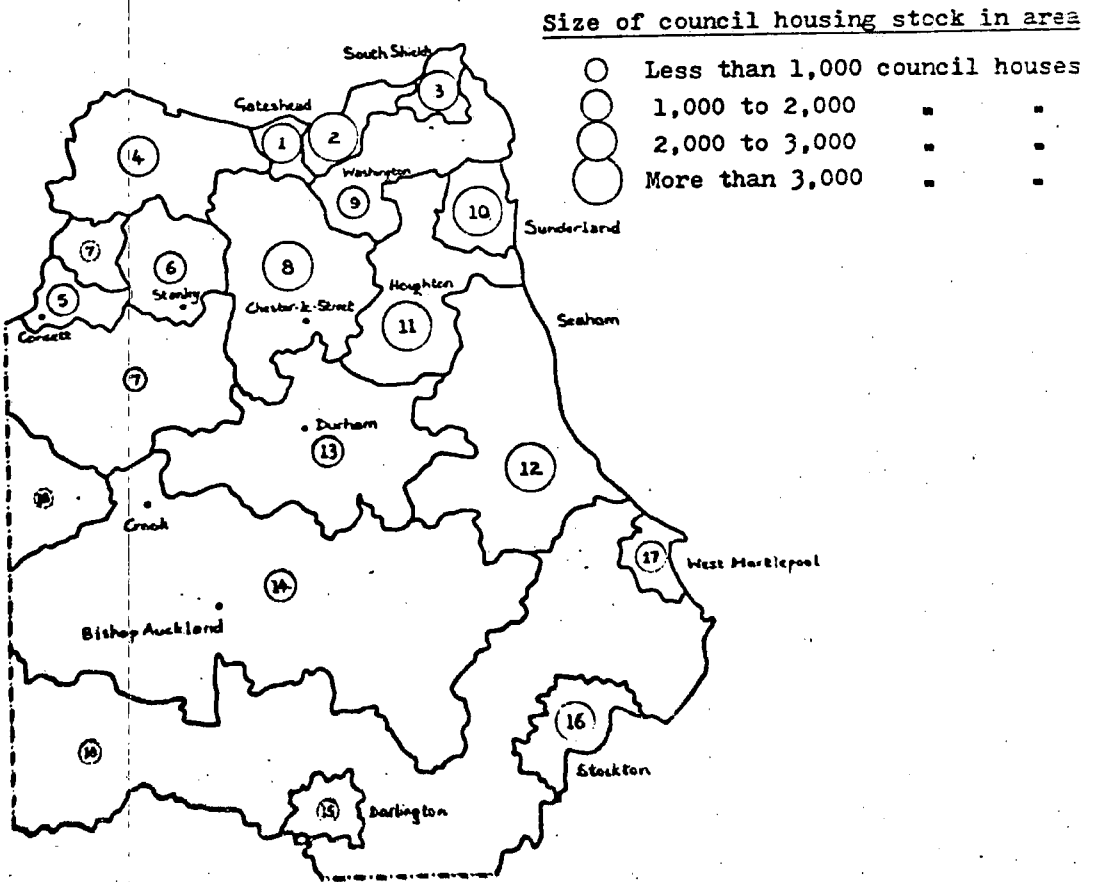 Size of council housing stock in area
Less than 1,000 council houses
1,000 to 2,000 " "
2,000 to 3,000 " "
More than 3,000 " "
South Shields
3
Gateshead
1
2
4
Washington
9
10
Sunderland
7
6
8
Houghton
5
Stanley
Chester-le-Street
11
Seaham
Consett
7
Durham
13
12
18
Crook
17
West Hartlepool
14
Bishop Auckland
16
18
Stockton
15
Darlington